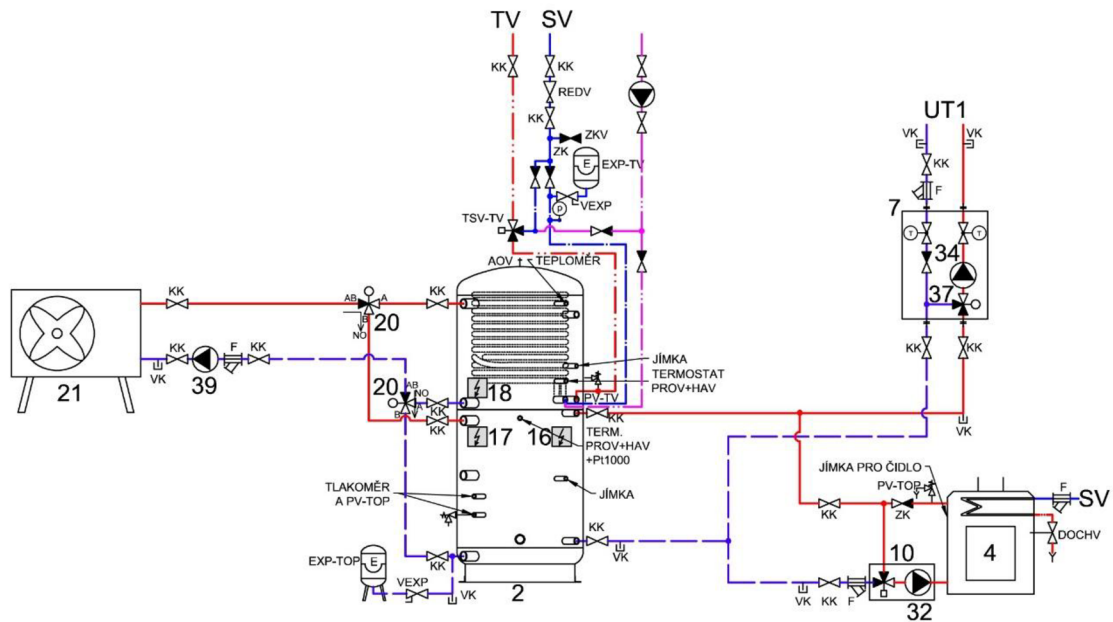 TV
SV
KK
KK
REDV
KK
ZKV
ZK
E
EXP-TV
VEXP
P
TSV-TV
UT1
VK
VK
KK
F
7
T
T
34
37
KK
KK
VK
AOV
TEPLOMĚR
KK
AB
A
B
NO
20
KK
21
VK
KK
39
F
KK
20
AB
NO
A
B
KK
KK
KK
18
17
16
JÍMKA
TERMOSTAT
PROV+HAV
PV-TV
KK
TERM.
PROV+HAV
+Pt1000
JÍMKA
TLAKOMĚR
A PV-TOP
KK
VK
EXP-TOP
E
VEXP
KK
VK
2
JÍMKA PRO ČIDLO
PV-TOP
KK
ZK
F
SV
DOCHV
4
10
VK
KK
F
32